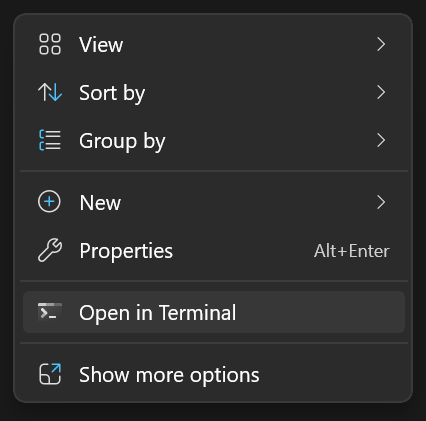 View
Sort by
Group by
New
Properties Alt+Enter
Open in Terminal
Show more options